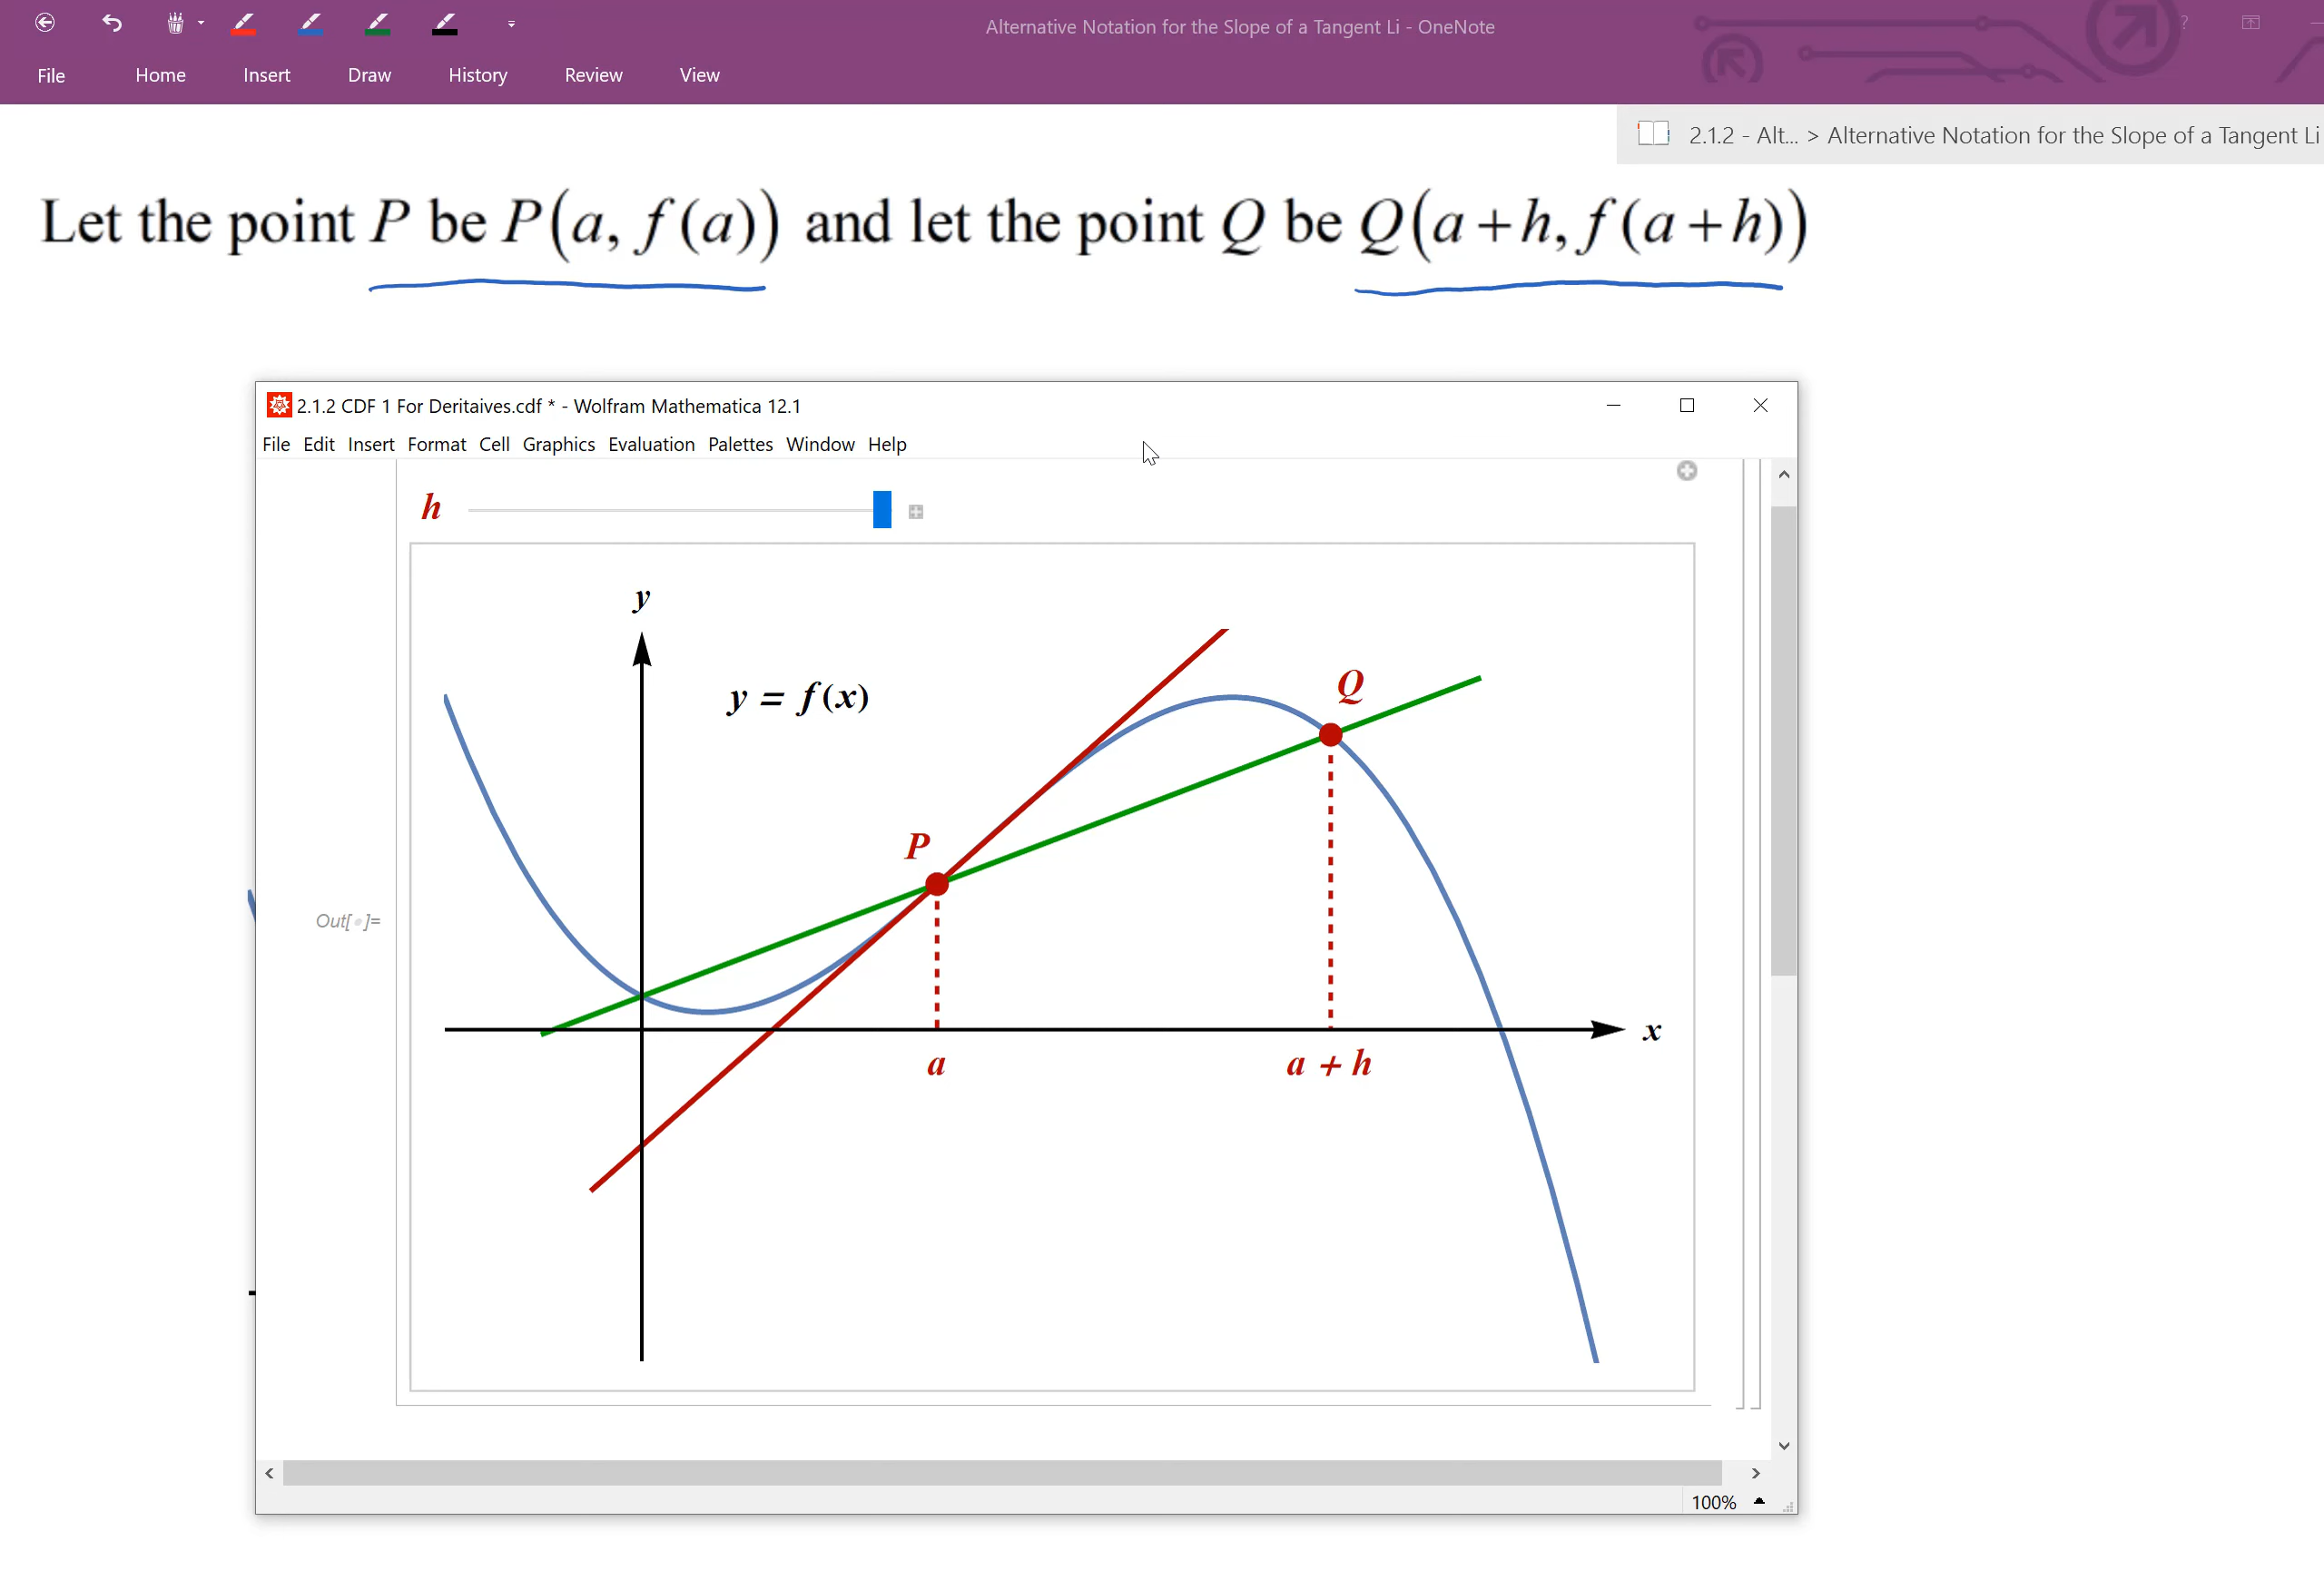 Alternative Notation for the Slope of a Tangent Li - OneNote
?
File Home Insert Draw History Review View
2.1.2 - Alt... > Alternative Notation for the Slope of a Tangent Li
Let the point P be P(a, f(a)) and let the point Q be Q(a+h, f(a+h))
2.1.2 CDF 1 For Deritaives.cdf * - Wolfram Mathematica 12.1
File Edit Insert Format Cell Graphics Evaluation Palettes Window Help
h
y
y = f(x)
Q
P
Out[•]=
x
a
a + h
100%